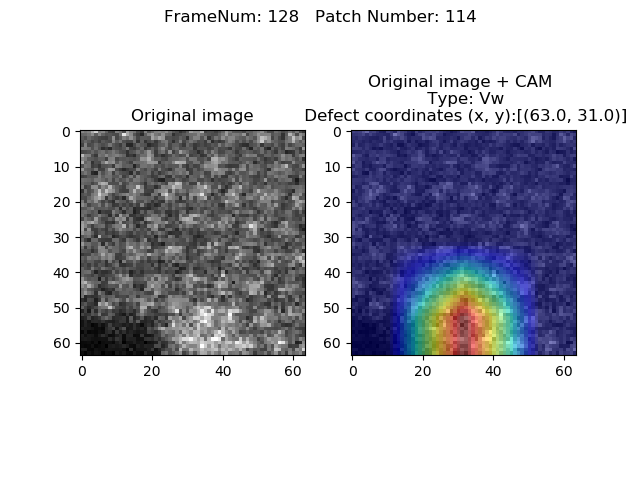 FrameNum: 128   Patch Number: 114
Original image
Original image + CAM
Type: Vw
Defect coordinates (x, y):[(63.0, 31.0)]
0
10
20
30
40
50
60
0 20 40 60
0
10
20
30
40
50
60
0 20 40 60